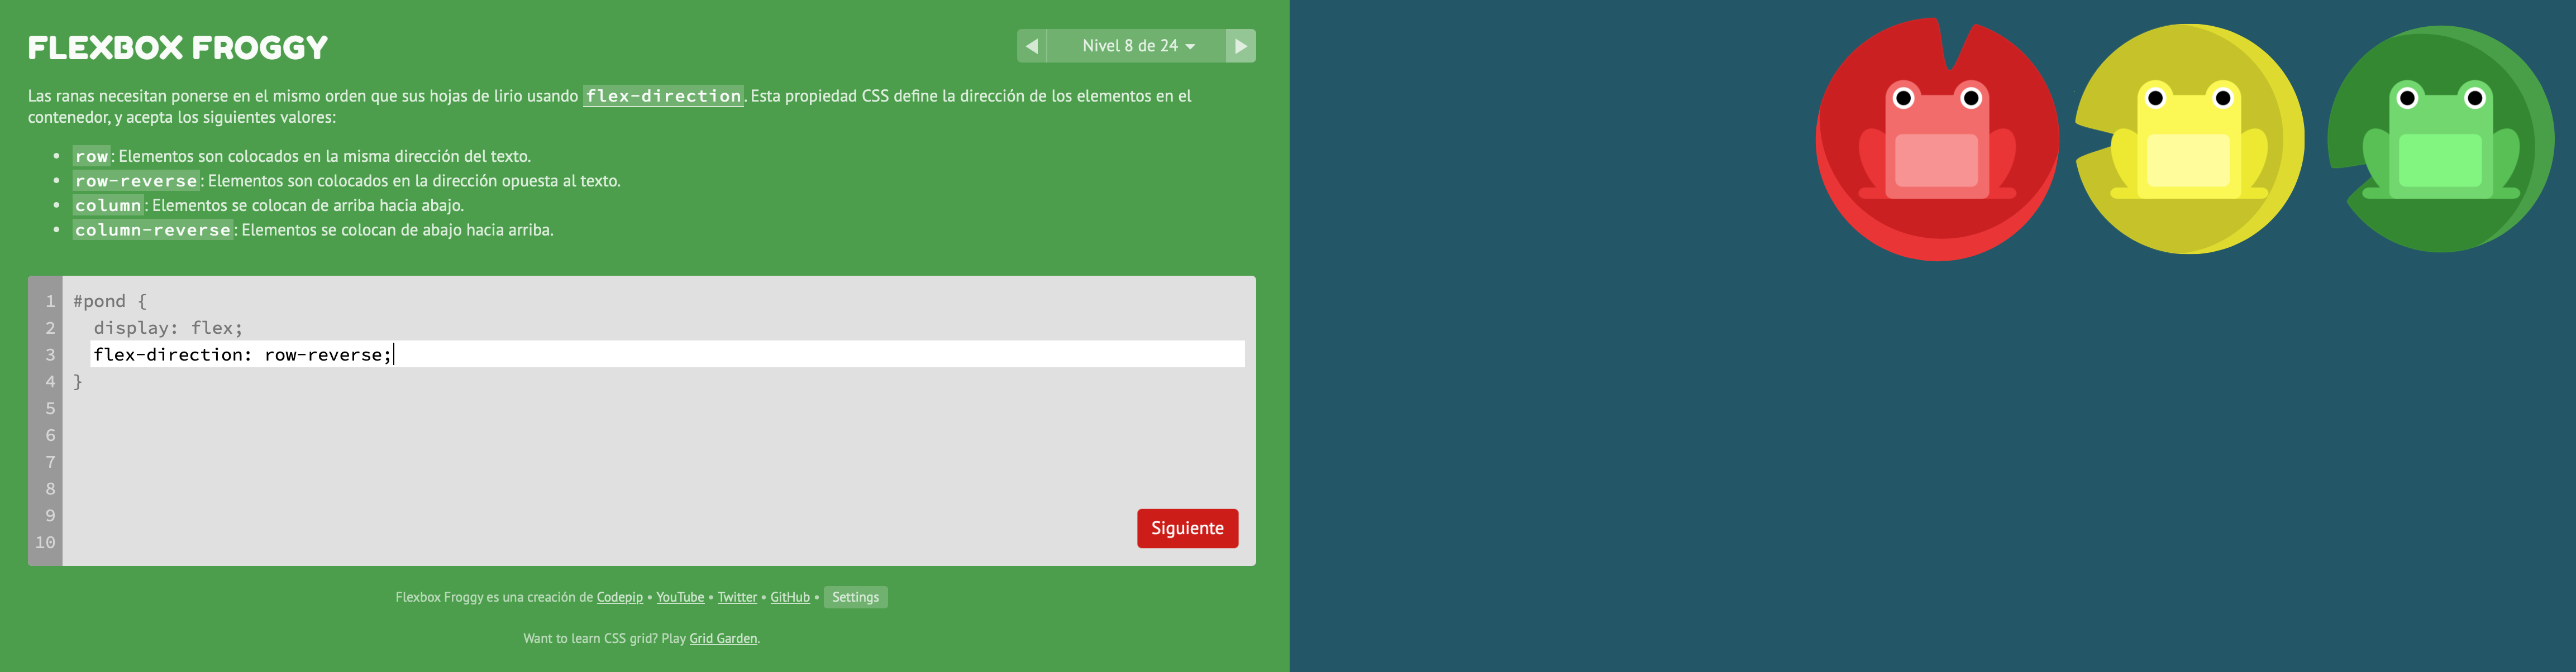 FLEXBOX FROGGY
Nivel 8 de 24
Las ranas necesitan ponerse en el mismo orden que sus hojas de lirio usando flex-direction. Esta propiedad CSS define la dirección de los elementos en el
contenedor, y acepta los siguientes valores:
• row: Elementos son colocados en la misma dirección del texto.
• row-reverse: Elementos son colocados en la dirección opuesta al texto.
• column: Elementos se colocan de arriba hacia abajo.
• column-reverse: Elementos se colocan de abajo hacia arriba.
1 #pond {
2 display: flex;
3 flex-direction: row-reverse;
4 }
5
6
7
8
9
10
Siguiente
Flexbox Froggy es una creación de Codepip • YouTube • Twitter • GitHub • Settings
Want to learn CSS grid? Play Grid Garden.